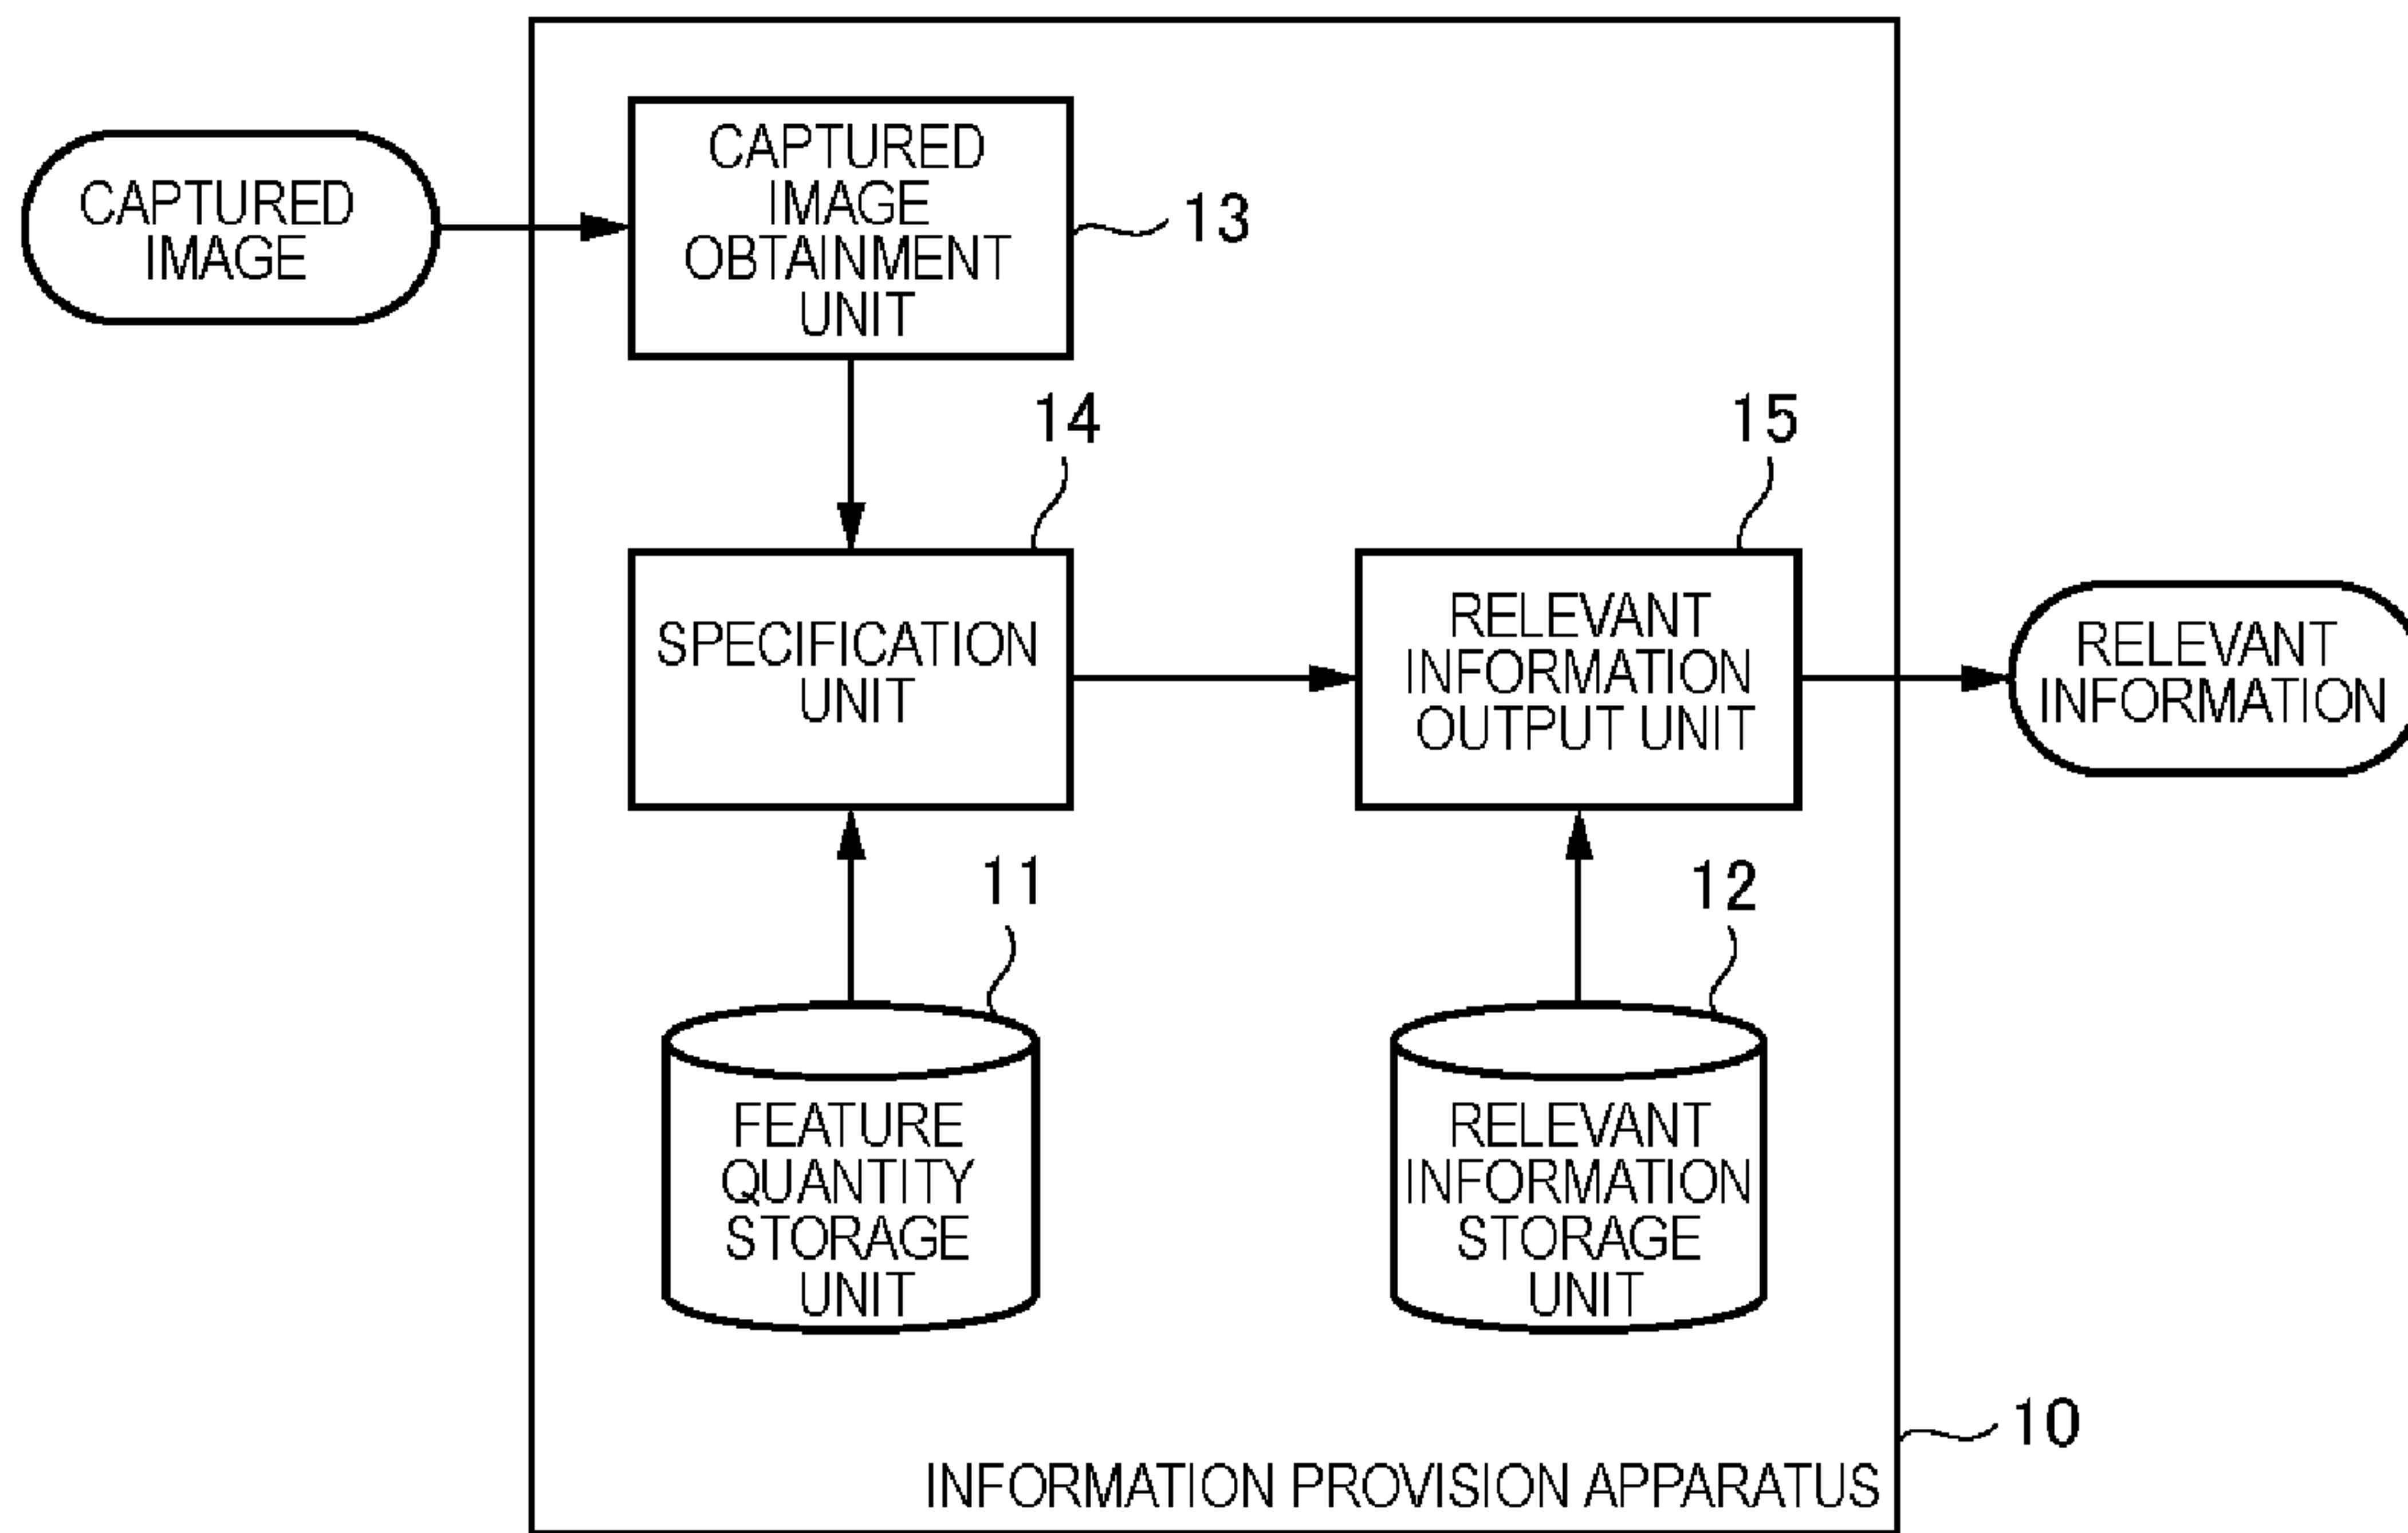 CAPTURED
IMAGE
CAPTURED
IMAGE
OBTAINMENT
UNIT
13
14
SPECIFICATION
UNIT
15
RELEVANT
INFORMATION
OUTPUT UNIT
RELEVANT
INFORMATION
11
FEATURE
QUANTITY
STORAGE
UNIT
12
RELEVANT
INFORMATION
STORAGE
UNIT
10
INFORMATION PROVISION APPARATUS